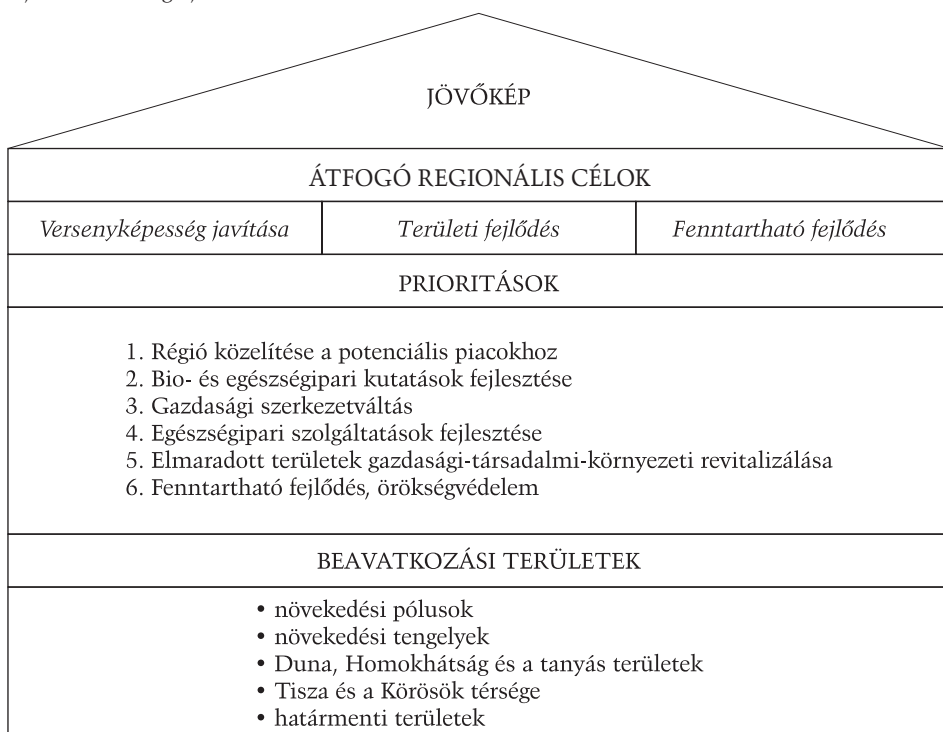 JÖVŐKÉP
ÁTFOGÓ REGIONÁLIS CÉLOK
Versenyképesség javítása
Területi fejlődés
Fenntartható fejlődés
PRIORITÁSOK
1. Régió közelítése a potenciális piacokhoz
2. Bio- és egészségipari kutatások fejlesztése
3. Gazdasági szerkezetváltás
4. Egészségipari szolgáltatások fejlesztése
5. Elmaradott területek gazdasági-társadalmi-környezeti revitalizálása
6. Fenntartható fejlődés, örökségvédelem
BEAVATKOZÁSI TERÜLETEK
• növekedési pólusok
• növekedési tengelyek
• Duna, Homokhátság és a tanyás területek
• Tisza és a Körösök térsége
• határmenti területek